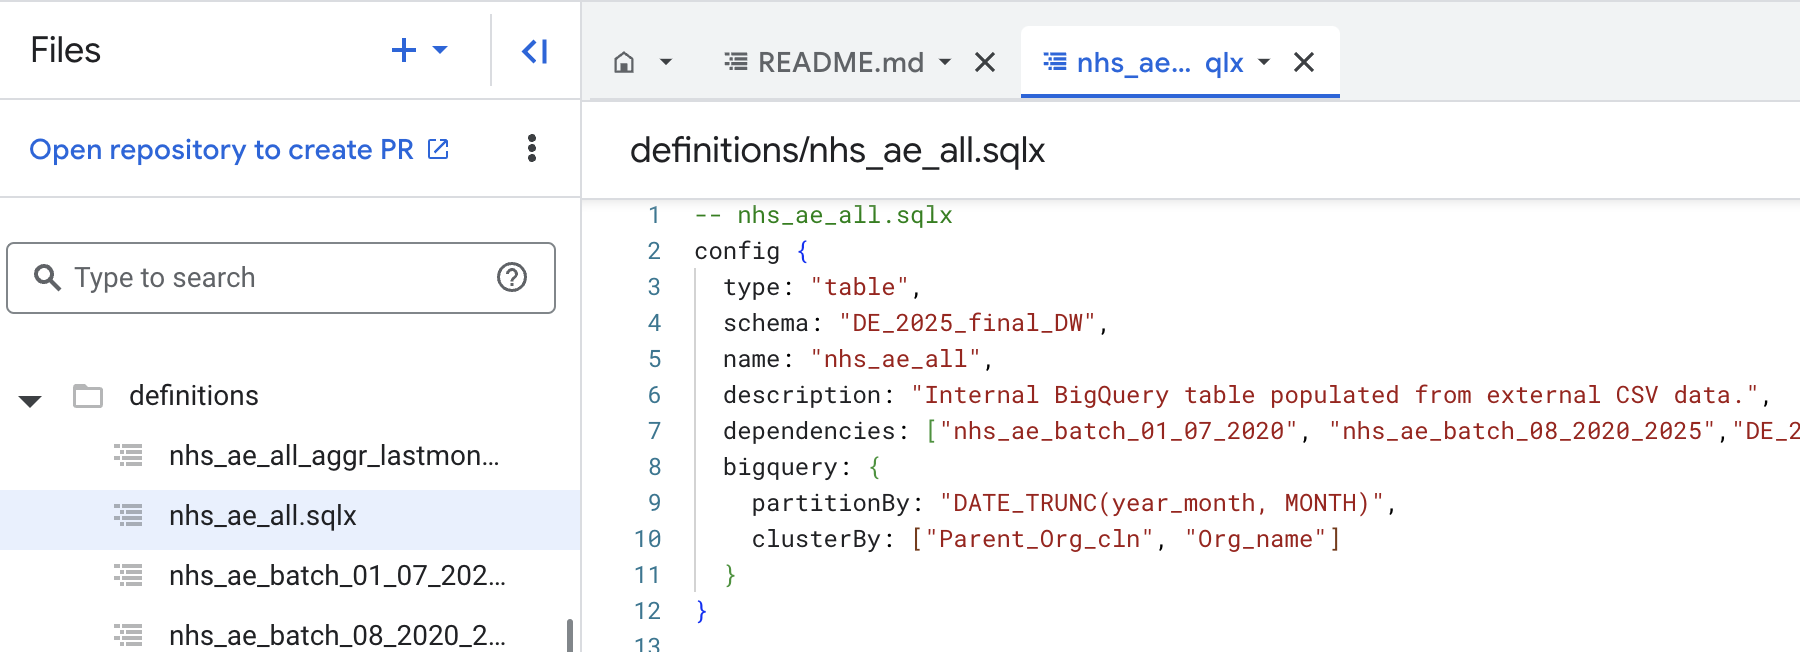 Files
Open repository to create PR
Type to search
definitions
nhs_ae_all_aggr_lastmon...
nhs_ae_all.sqlx
nhs_ae_batch_01_07_202...
nhs_ae_batch_08_2020_2...
README.md
nhs_ae... qlx
definitions/nhs_ae_all.sqlx
1 -- nhs_ae_all.sqlx
2 config {
3 type: "table",
4 schema: "DE_2025_final_DW",
5 name: "nhs_ae_all",
6 description: "Internal BigQuery table populated from external CSV data.",
7 dependencies: ["nhs_ae_batch_01_07_2020", "nhs_ae_batch_08_2020_2025","DE_2
8 bigquery: {
9 partitionBy: "DATE_TRUNC(year_month, MONTH)",
10 clusterBy: ["Parent_Org_cln", "Org_name"]
11 }
12 }
13